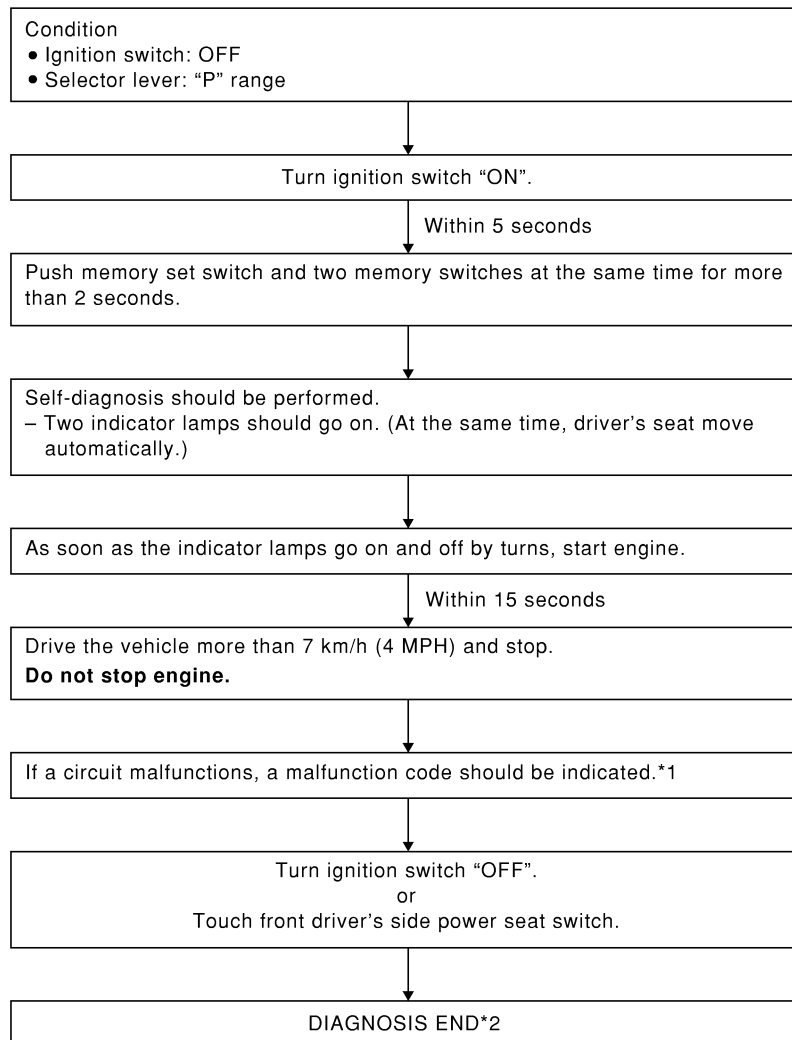 Condition
● Ignition switch: OFF
● Selector lever: “P” range
Turn ignition switch “ON”.
Within 5 seconds
Push memory set switch and two memory switches at the same time for more
than 2 seconds.
Self-diagnosis should be performed.
– Two indicator lamps should go on. (At the same time, driver’s seat move
automatically.)
As soon as the indicator lamps go on and off by turns, start engine.
Within 15 seconds
Drive the vehicle more than 7 km/h (4 MPH) and stop.
Do not stop engine.
If a circuit malfunctions, a malfunction code should be indicated.*1
Turn ignition switch “OFF”.
or
Touch front driver’s side power seat switch.
DIAGNOSIS END*2